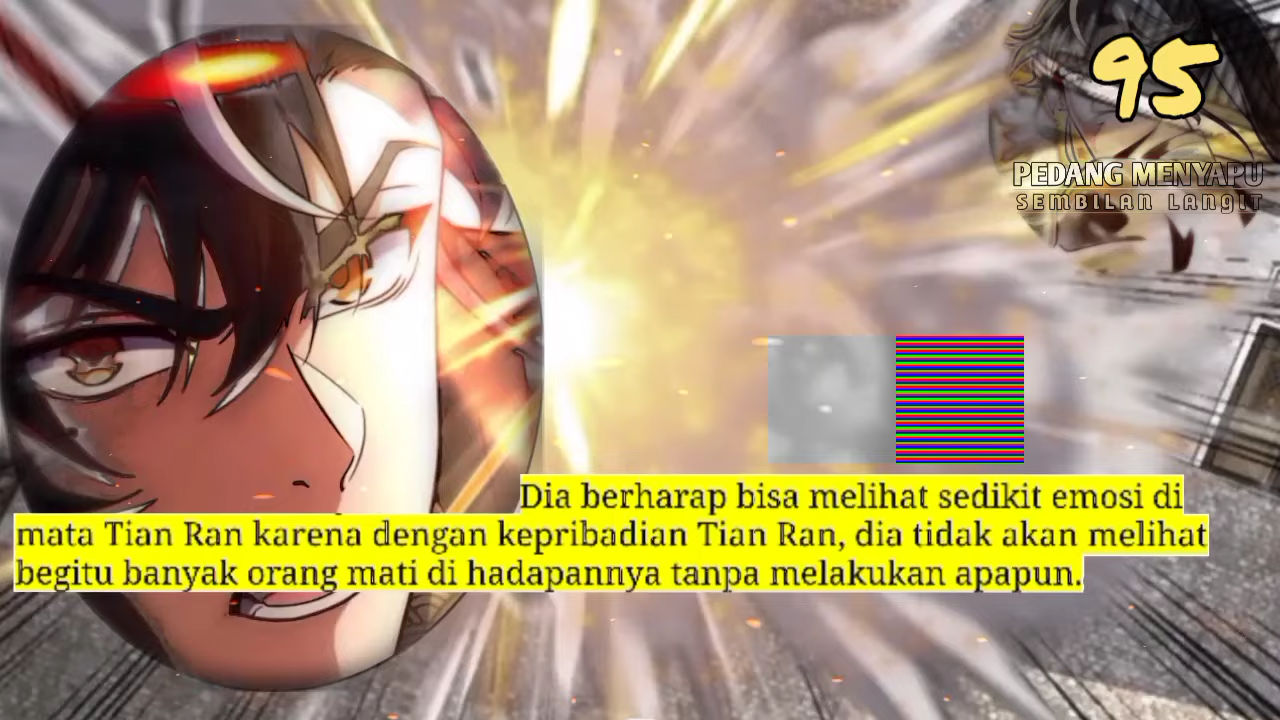 95
PEDANG MENYAPU
SEMBILAN LANGIT
Dia berharap bisa melihat sedikit emosi di
mata Tian Ran karena dengan kepribadian Tian Ran, dia tidak akan melihat
begitu banyak orang mati di hadapannya tanpa melakukan apapun.